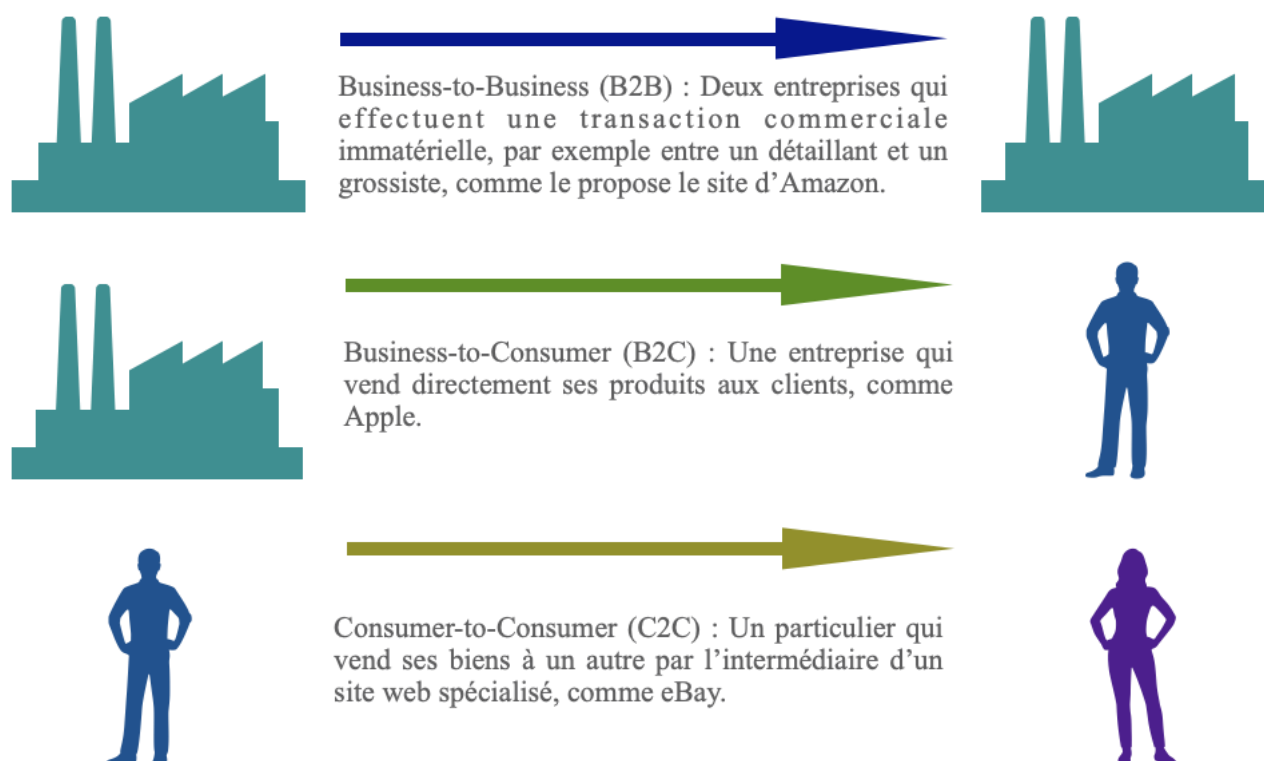 Business-to-Business (B2B) : Deux entreprises qui
effectuent une transaction commerciale
immatérielle, par exemple entre un détaillant et un
grossiste, comme le propose le site d’Amazon.
Business-to-Consumer (B2C) : Une entreprise qui
vend directement ses produits aux clients, comme
Apple.
Consumer-to-Consumer (C2C) : Un particulier qui
vend ses biens à un autre par l’intermédiaire d’un
site web spécialisé, comme eBay.